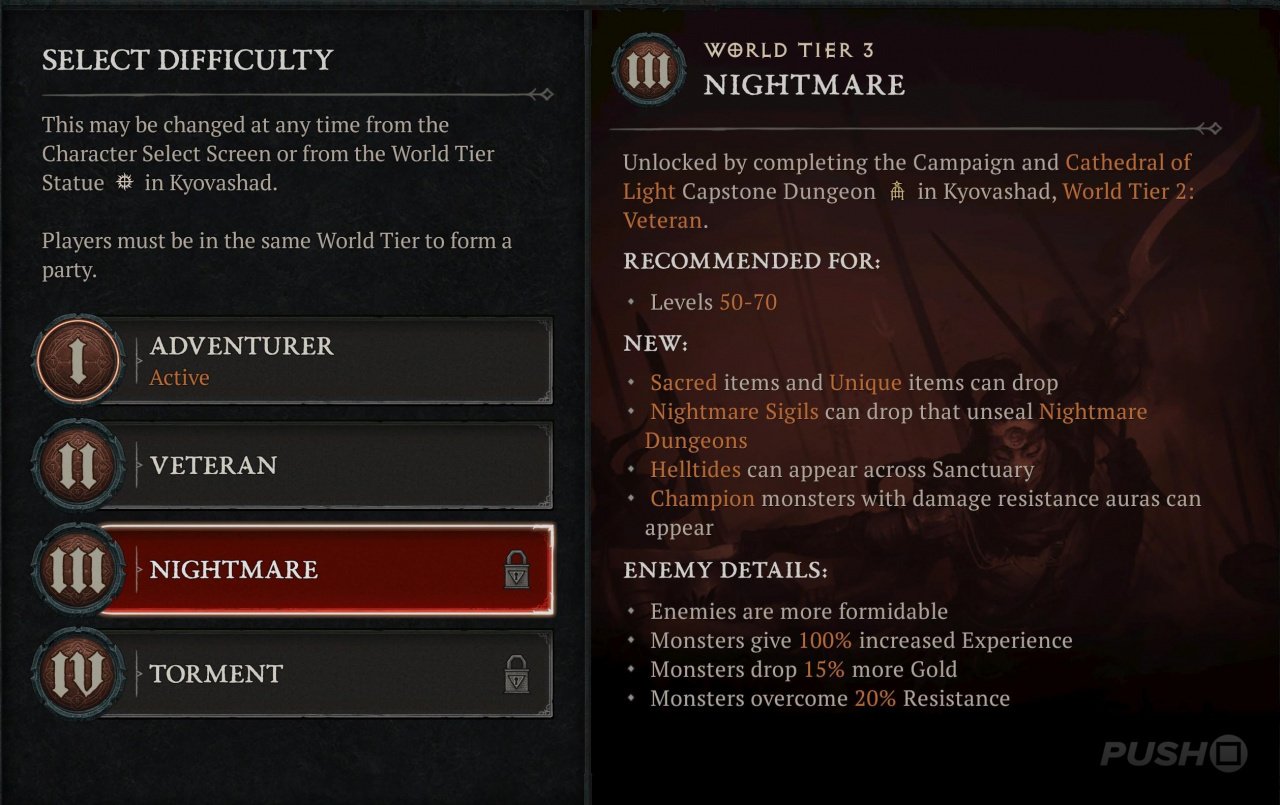 SELECT DIFFICULTY
This may be changed at any time from the
Character Select Screen or from the World Tier
Statue in Kyovashad.
Players must be in the same World Tier to form a
party.
I
ADVENTURER
Active
II
VETERAN
III
NIGHTMARE
IV
TORMENT
III
WORLD TIER 3
NIGHTMARE
Unlocked by completing the Campaign and Cathedral of
Light Capstone Dungeon in Kyovashad, World Tier 2:
Veteran.
RECOMMENDED FOR:
Levels 50-70
NEW:
Sacred items and Unique items can drop
Nightmare Sigils can drop that unseal Nightmare
Dungeons
Helltides can appear across Sanctuary
Champion monsters with damage resistance auras can
appear
ENEMY DETAILS:
Enemies are more formidable
Monsters give 100% increased Experience
Monsters drop 15% more Gold
Monsters overcome 20% Resistance
PUSH